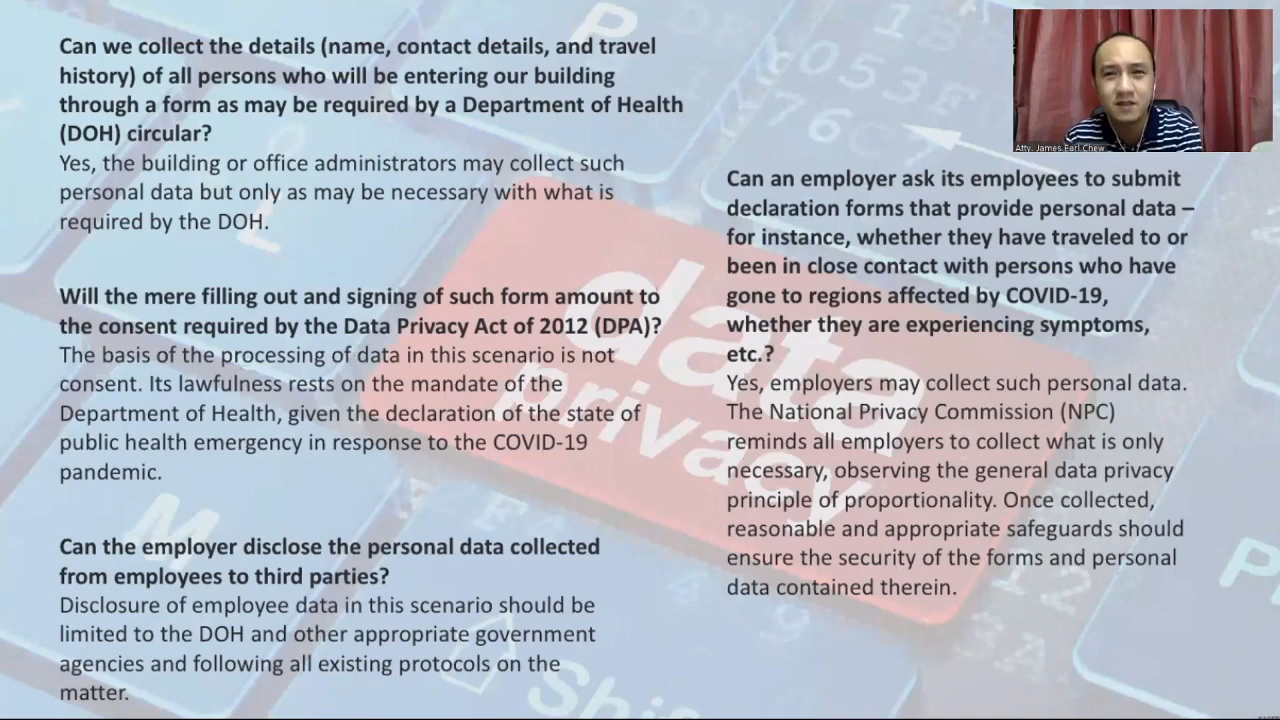 Can we collect the details (name, contact details, and travel
history) of all persons who will be entering our building
through a form as may be required by a Department of Health
(DOH) circular?
Yes, the building or office administrators may collect such
personal data but only as may be necessary with what is
required by the DOH.
Will the mere filling out and signing of such form amount to
the consent required by the Data Privacy Act of 2012 (DPA)?
The basis of the processing of data in this scenario is not
consent. Its lawfulness rests on the mandate of the
Department of Health, given the declaration of the state of
public health emergency in response to the COVID-19
pandemic.
Can the employer disclose the personal data collected
from employees to third parties?
Disclosure of employee data in this scenario should be
limited to the DOH and other appropriate government
agencies and following all existing protocols on the
matter.
Atty. James Earl Chew
Can an employer ask its employees to submit
declaration forms that provide personal data –
for instance, whether they have traveled to or
been in close contact with persons who have
gone to regions affected by COVID-19,
whether they are experiencing symptoms,
etc.?
Yes, employers may collect such personal data.
The National Privacy Commission (NPC)
reminds all employers to collect what is only
necessary, observing the general data privacy
principle of proportionality. Once collected,
reasonable and appropriate safeguards should
ensure the security of the forms and personal
data contained therein.
data
privacy
P
053E
76
L
M
P
12
3A
9
Shif